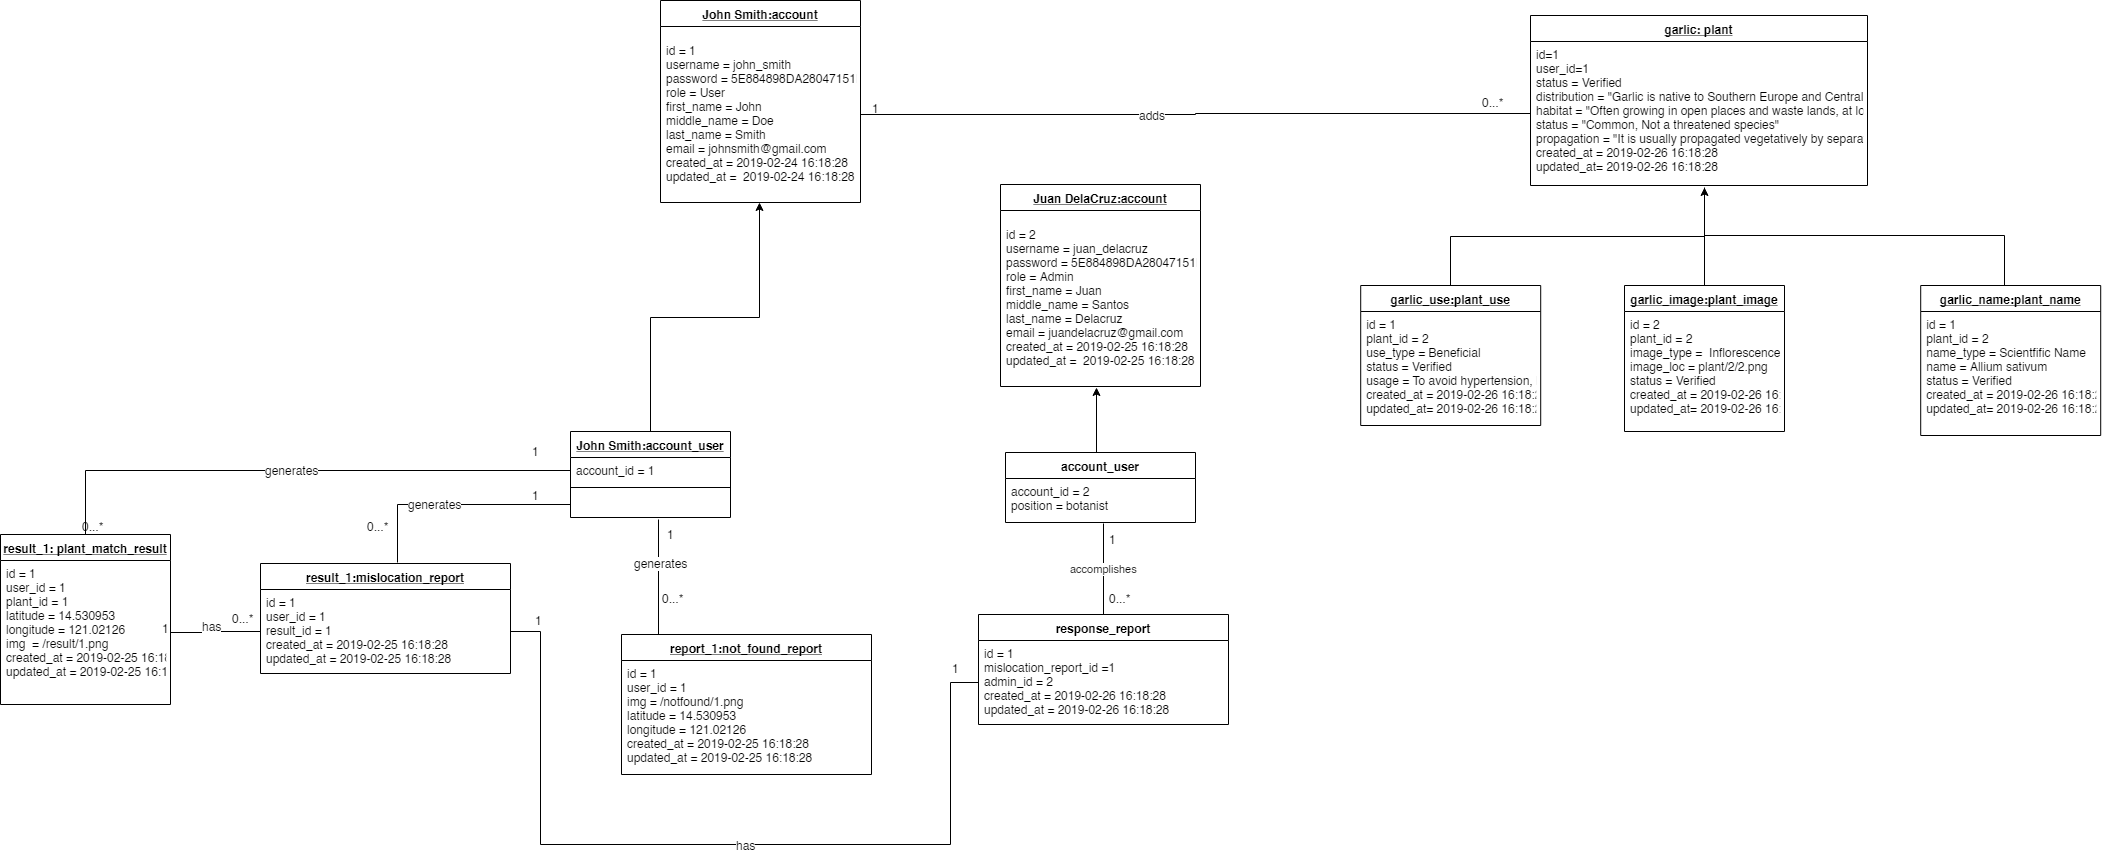 John Smith:account
id = 1
username = john_smith
password = 5E884898DA28047151
role = User
first_name = John
middle_name = Doe
last_name = Smith
email = johnsmith@gmail.com
created_at = 2019-02-24 16:18:28
updated_at =  2019-02-24 16:18:28
1
adds
0...*
garlic: plant
id=1
user_id=1
status = Verified
distribution = "Garlic is native to Southern Europe and Central
habitat = "Often growing in open places and waste lands, at lc
status = "Common, Not a threatened species"
propagation = "It is usually propagated vegetatively by separa
created_at = 2019-02-26 16:18:28
updated_at= 2019-02-26 16:18:28
Juan DelaCruz:account
id = 2
username = juan_delacruz
password = 5E884898DA28047151
role = Admin
first_name = Juan
middle_name = Santos
last_name = Delacruz
email = juandelacruz@gmail.com
created_at = 2019-02-25 16:18:28
updated_at =  2019-02-25 16:18:28
garlic_use:plant_use
id = 1
plant_id = 2
use_type = Beneficial
status = Verified
usage = To avoid hypertension,
created_at = 2019-02-26 16:18:
updated_at= 2019-02-26 16:18:
garlic_image:plant_image
id = 2
plant_id = 2
image_type =  Inflorescence
image_loc = plant/2/2.png
status = Verified
created_at = 2019-02-26 16:
updated_at= 2019-02-26 16:
garlic_name:plant_name
id = 1
plant_id = 2
name_type = Scientfific Name
name = Allium sativum
status = Verified
created_at = 2019-02-26 16:18:
updated_at= 2019-02-26 16:18:
John Smith:account_user
account_id = 1
1
generates
0...*
1
generates
0...*
1
generates
0...*
account_user
account_id = 2
position = botanist
1
accomplishes
0...*
result_1: plant_match_result
id = 1
user_id = 1
plant_id = 1
latitude = 14.530953
longitude = 121.02126
img  = /result/1.png
created_at = 2019-02-25 16:18
updated_at = 2019-02-25 16:1
1
has
0...*
result_1:mislocation_report
id = 1
user_id = 1
result_id = 1
created_at = 2019-02-25 16:18:28
updated_at = 2019-02-25 16:18:28
1
report_1:not_found_report
id = 1
user_id = 1
img = /notfound/1.png
latitude = 14.530953
longitude = 121.02126
created_at = 2019-02-25 16:18:28
updated_at = 2019-02-25 16:18:28
response_report
id = 1
mislocation_report_id =1
admin_id = 2
created_at = 2019-02-26 16:18:28
updated_at = 2019-02-26 16:18:28
1
has